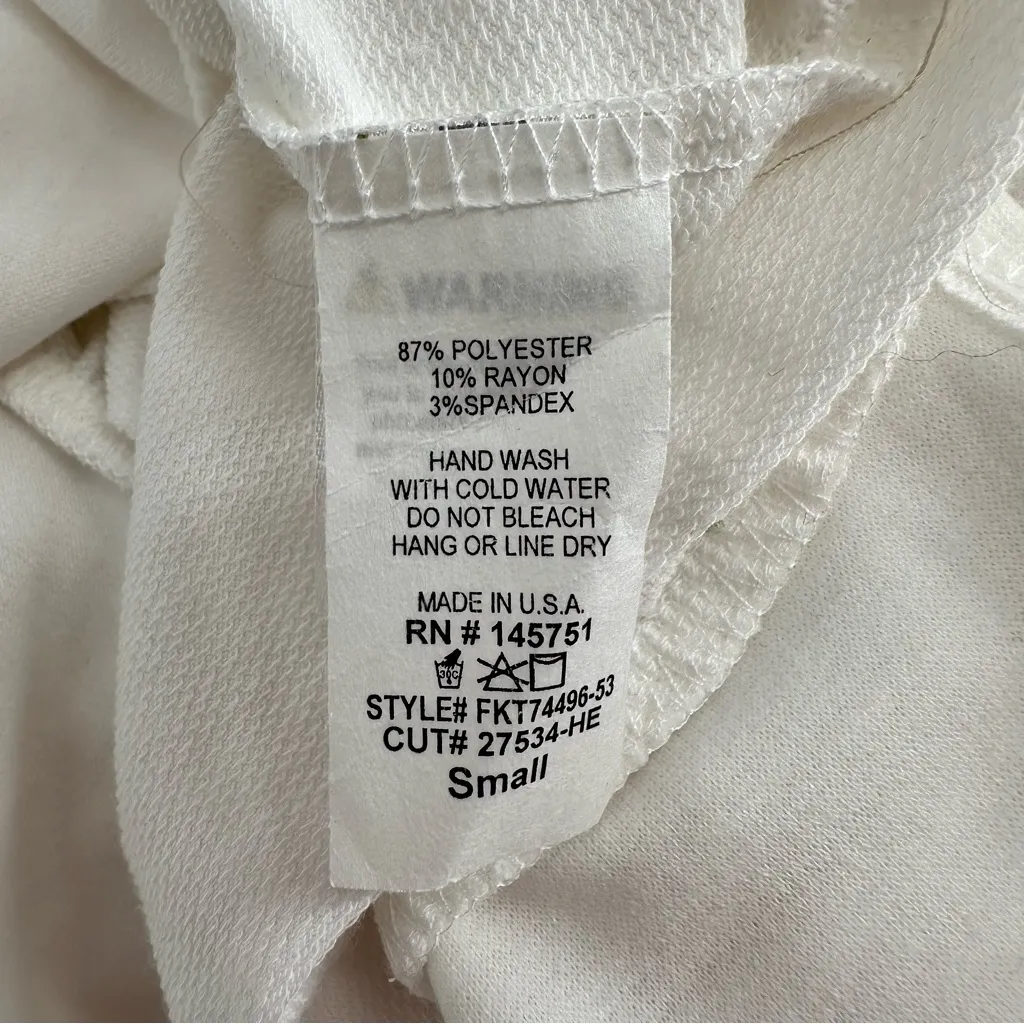 WARNING
87% POLYESTER
10% RAYON
3%SPANDEX
HAND WASH
WITH COLD WATER
DO NOT BLEACH
HANG OR LINE DRY
MADE IN U.S.A.
RN # 145751
30C
STYLE# FKT74496-53
CUT# 27534-HE
Small